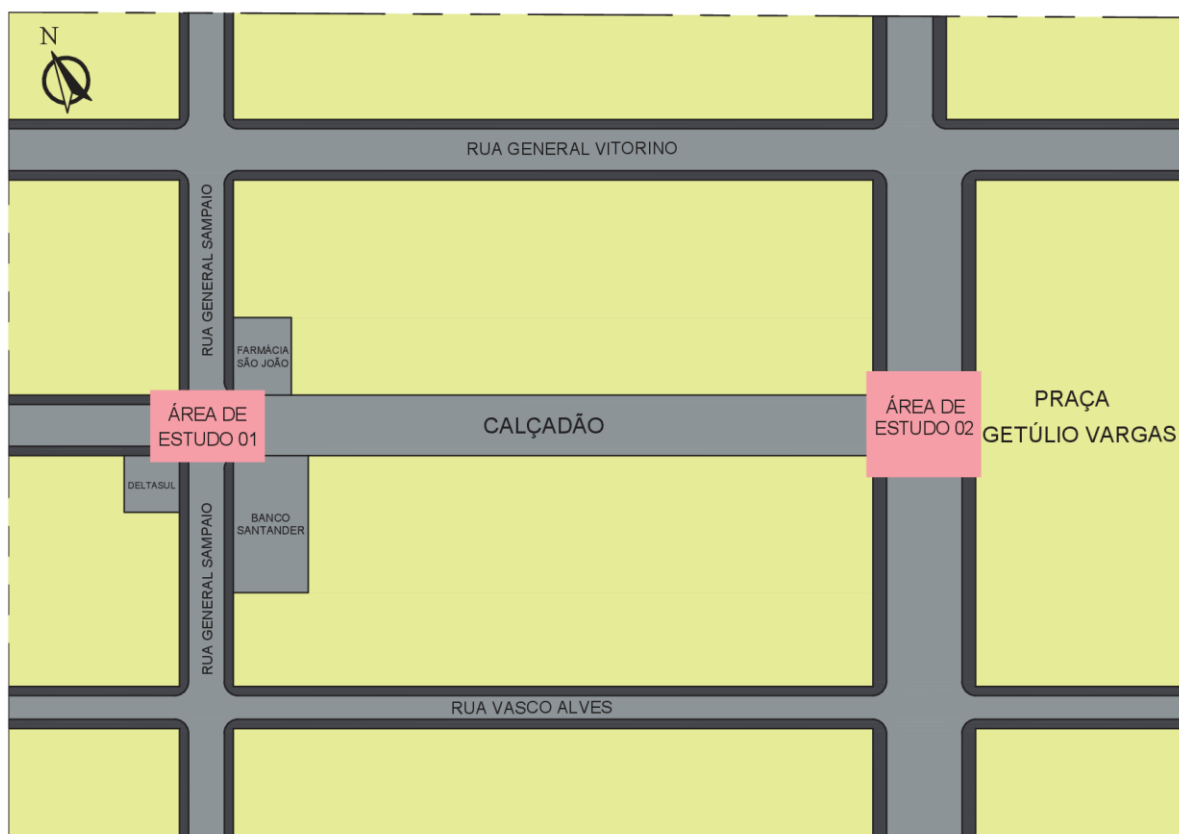 N
RUA GENERAL VITORINO
RUA GENERAL SAMPAIO
FARMÁCIA
SÃO JOÃO
ÁREA DE
ESTUDO 01
CALÇADÃO
ÁREA DE
ESTUDO 02
PRAÇA
GETÚLIO VARGAS
DELTASUL
BANCO
SANTANDER
RUA GENERAL SAMPAIO
RUA VASCO ALVES